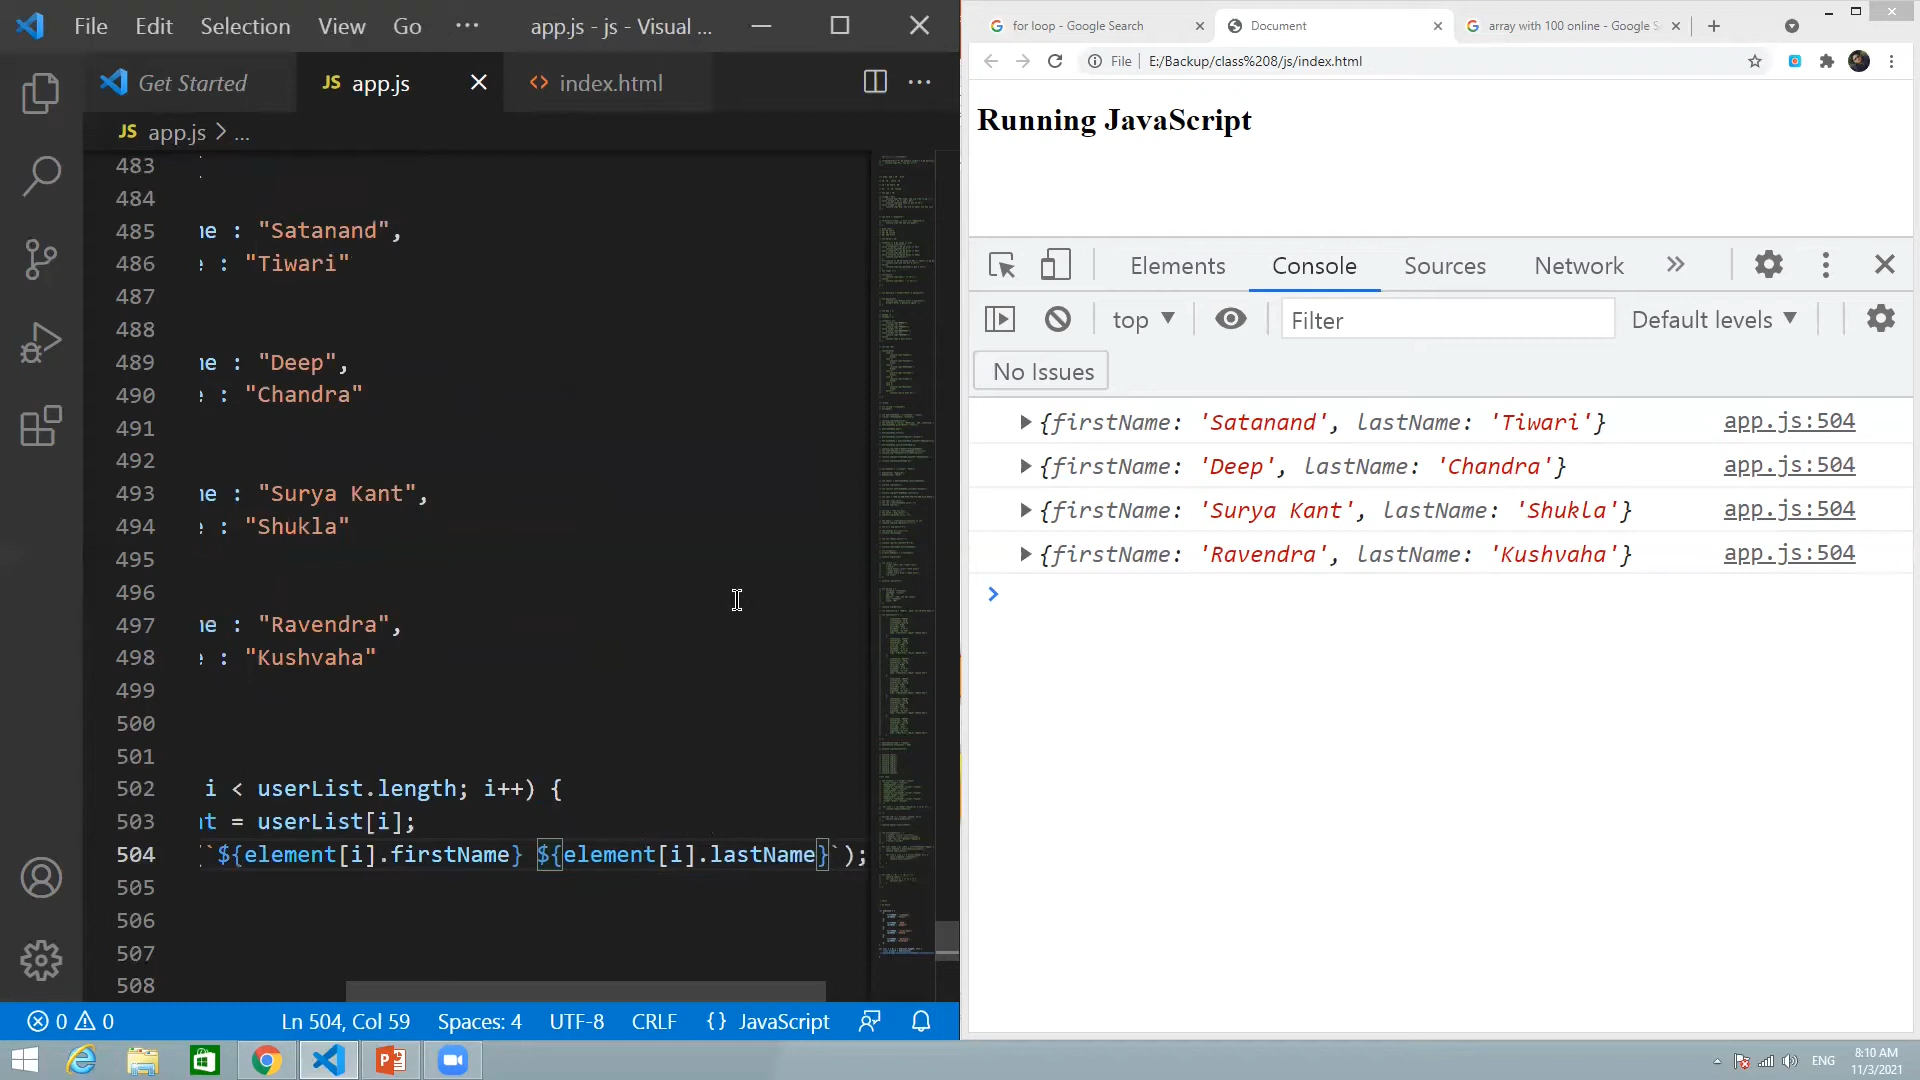 File Edit Selection View Go ··· app.js - js - Visual ...
Get Started JS app.js index.html ···
JS app.js > ...
483
484
485 me : "Satanand",
486 e : "Tiwari"
487
488
489 me : "Deep",
490 e : "Chandra"
491
492
493 me : "Surya Kant",
494 e : "Shukla"
495
496
497 me : "Ravendra",
498 e : "Kushvaha"
499
500
501
502 i < userList.length; i++) {
503 nt = userList[i];
504 (`${element[i].firstName} ${element[i].lastName}`);
505
506
507
508
0 0 Ln 504, Col 59 Spaces: 4 UTF-8 CRLF {} JavaScript
for loop - Google Search Document array with 100 online - Google S
File E:/Backup/class%208/js/index.html
Running JavaScript
Elements Console Sources Network »
top Filter Default levels
No Issues
{firstName: 'Satanand', lastName: 'Tiwari'} app.js:504
{firstName: 'Deep', lastName: 'Chandra'} app.js:504
{firstName: 'Surya Kant', lastName: 'Shukla'} app.js:504
{firstName: 'Ravendra', lastName: 'Kushvaha'} app.js:504
>
ENG 8:10 AM
11/3/2021